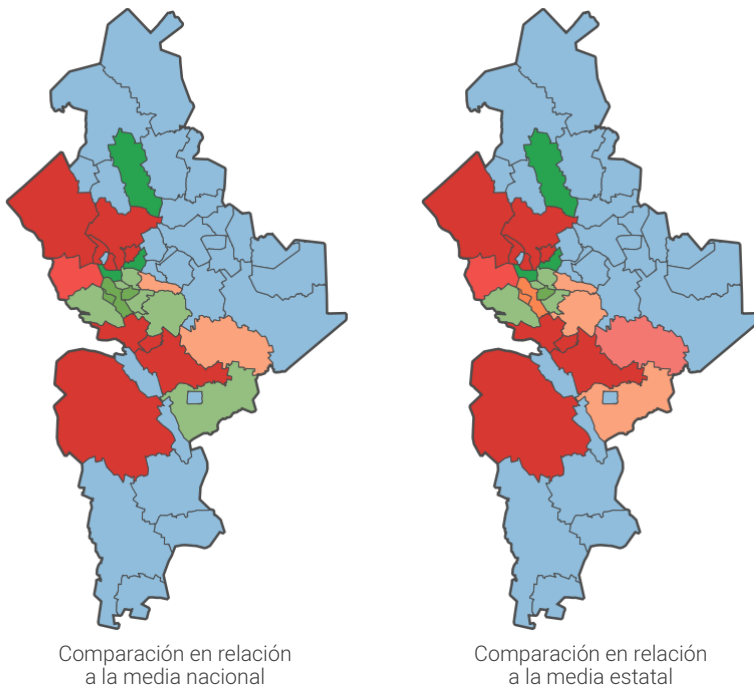 Comparación en relación
a la media nacional
Comparación en relación
a la media estatal